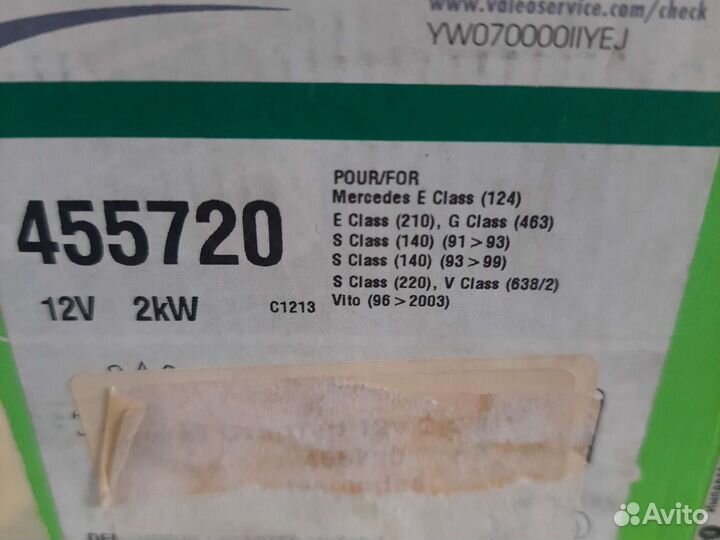 www.valeoservice.com/check
YW070000IIYEJ
455720
12V 2kW
C1213
POUR/FOR
Mercedes E Class (124)
E Class (210), G Class (463)
S Class (140) (91>93)
S Class (140) (93>99)
S Class (220), V Class (638/2)
Vito (96>2003)
Avito